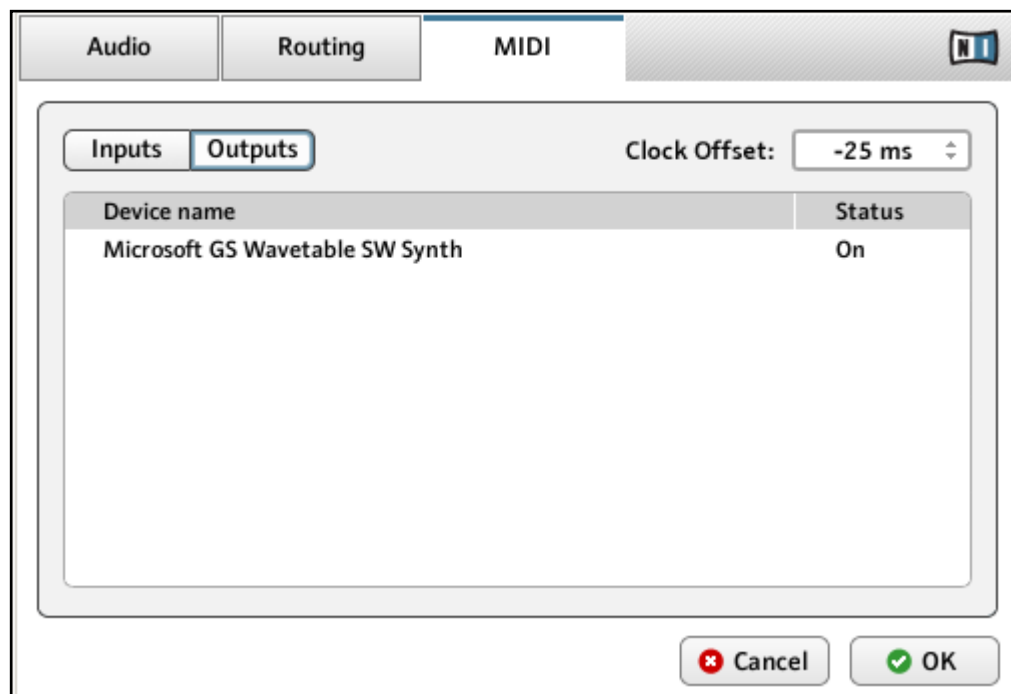 Audio Routing MIDI NI
Inputs Outputs Clock Offset: -25 ms
Device name Status
Microsoft GS Wavetable SW Synth On
Cancel OK